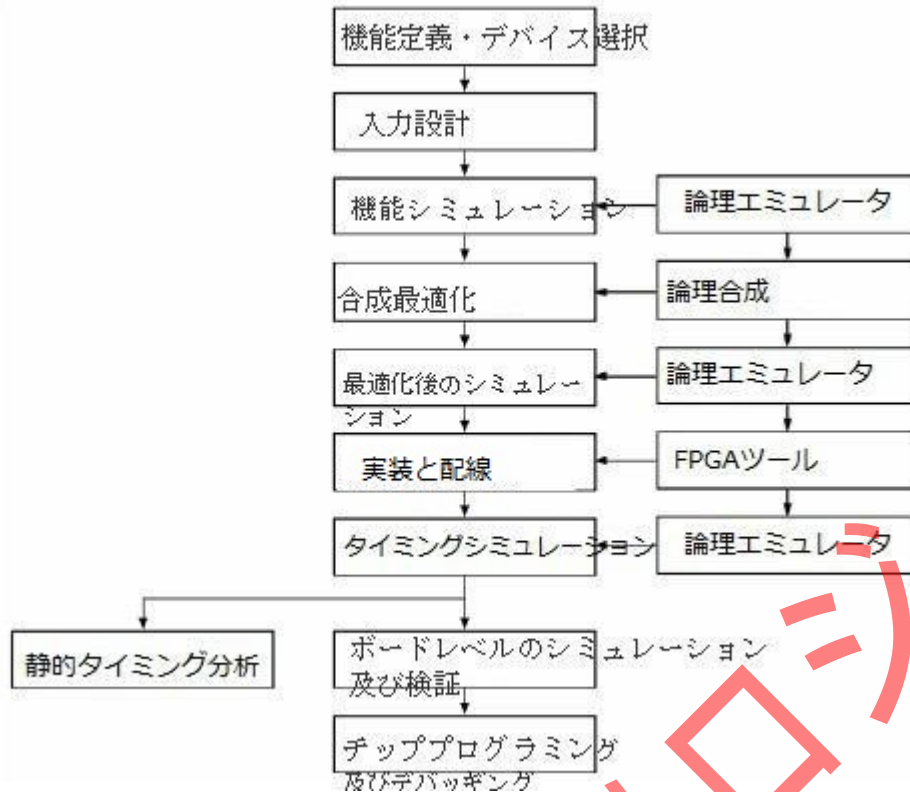 機能定義・デバイス選択
入力設計
機能シミュレーション
論理エミュレータ
合成最適化
論理合成
最適化後のシミュレー
ション
論理エミュレータ
実装と配線
FPGAツール
タイミングシミュレーション
論理エミュレータ
静的タイミング分析
ボードレベルのシミュレーション
及び検証
チッププログラミング
及びデバッギング
ロジ